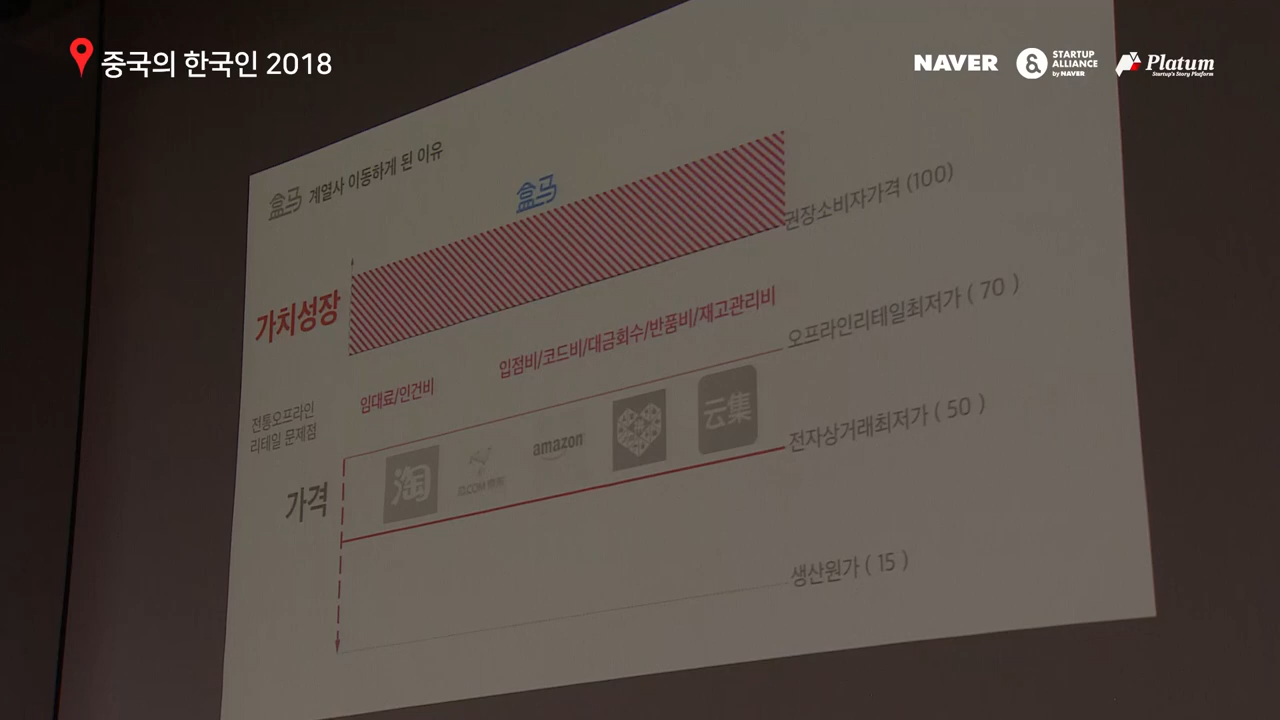 중국의 한국인 2018
NAVER
&
STARTUP
ALLIANCE
by NAVER
Platum
Startup's Story Platform
盒马 계열사 이동하게 된 이유
盒马
권장소비자가격 (100)
가치성장
입점비/코드비/대금회수/반품비/재고관리비
오프라인리테일최저가 ( 70 )
임대료/인건비
전통오프라인
리테일 문제점
淘
JD.COM 京东
amazon
云集
전자상거래최저가 ( 50 )
가격
생산원가 ( 15 )